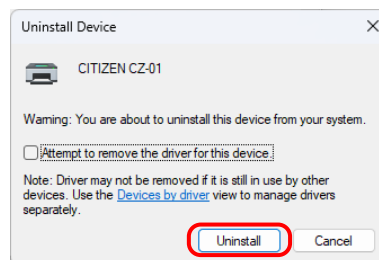 Uninstall Device
CITIZEN CZ-01
Warning: You are about to uninstall this device from your system.
Attempt to remove the driver for this device.
Note: Driver may not be removed if it is still in use by other
devices. Use the Devices by driver view to manage drivers
separately.
Uninstall Cancel